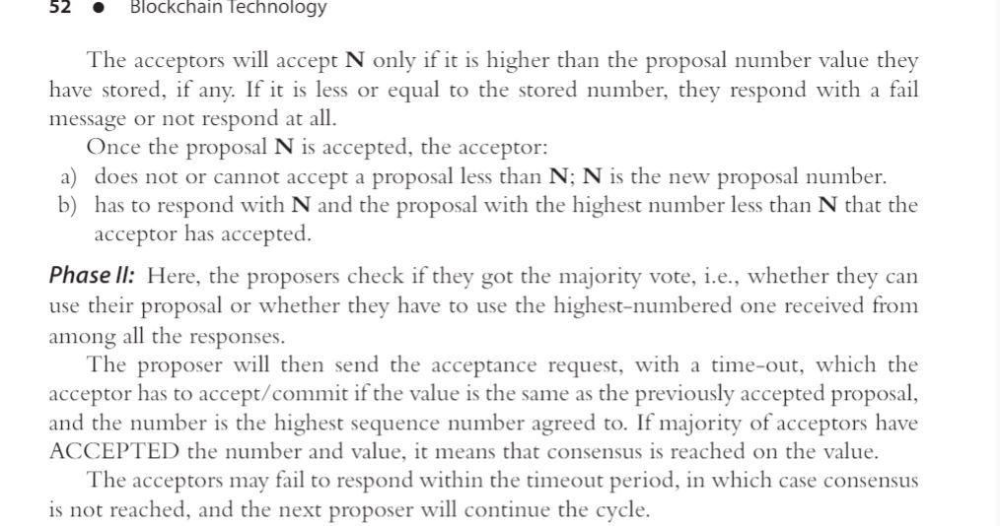 52 ● Blockchain Technology
The acceptors will accept N only if it is higher than the proposal number value they
have stored, if any. If it is less or equal to the stored number, they respond with a fail
message or not respond at all.
Once the proposal N is accepted, the acceptor:
a) does not or cannot accept a proposal less than N; N is the new proposal number.
b) has to respond with N and the proposal with the highest number less than N that the
acceptor has accepted.
Phase II: Here, the proposers check if they got the majority vote, i.e., whether they can
use their proposal or whether they have to use the highest-numbered one received from
among all the responses.
The proposer will then send the acceptance request, with a time-out, which the
acceptor has to accept/commit if the value is the same as the previously accepted proposal,
and the number is the highest sequence number agreed to. If majority of acceptors have
ACCEPTED the number and value, it means that consensus is reached on the value.
The acceptors may fail to respond within the timeout period, in which case consensus
is not reached, and the next proposer will continue the cycle.